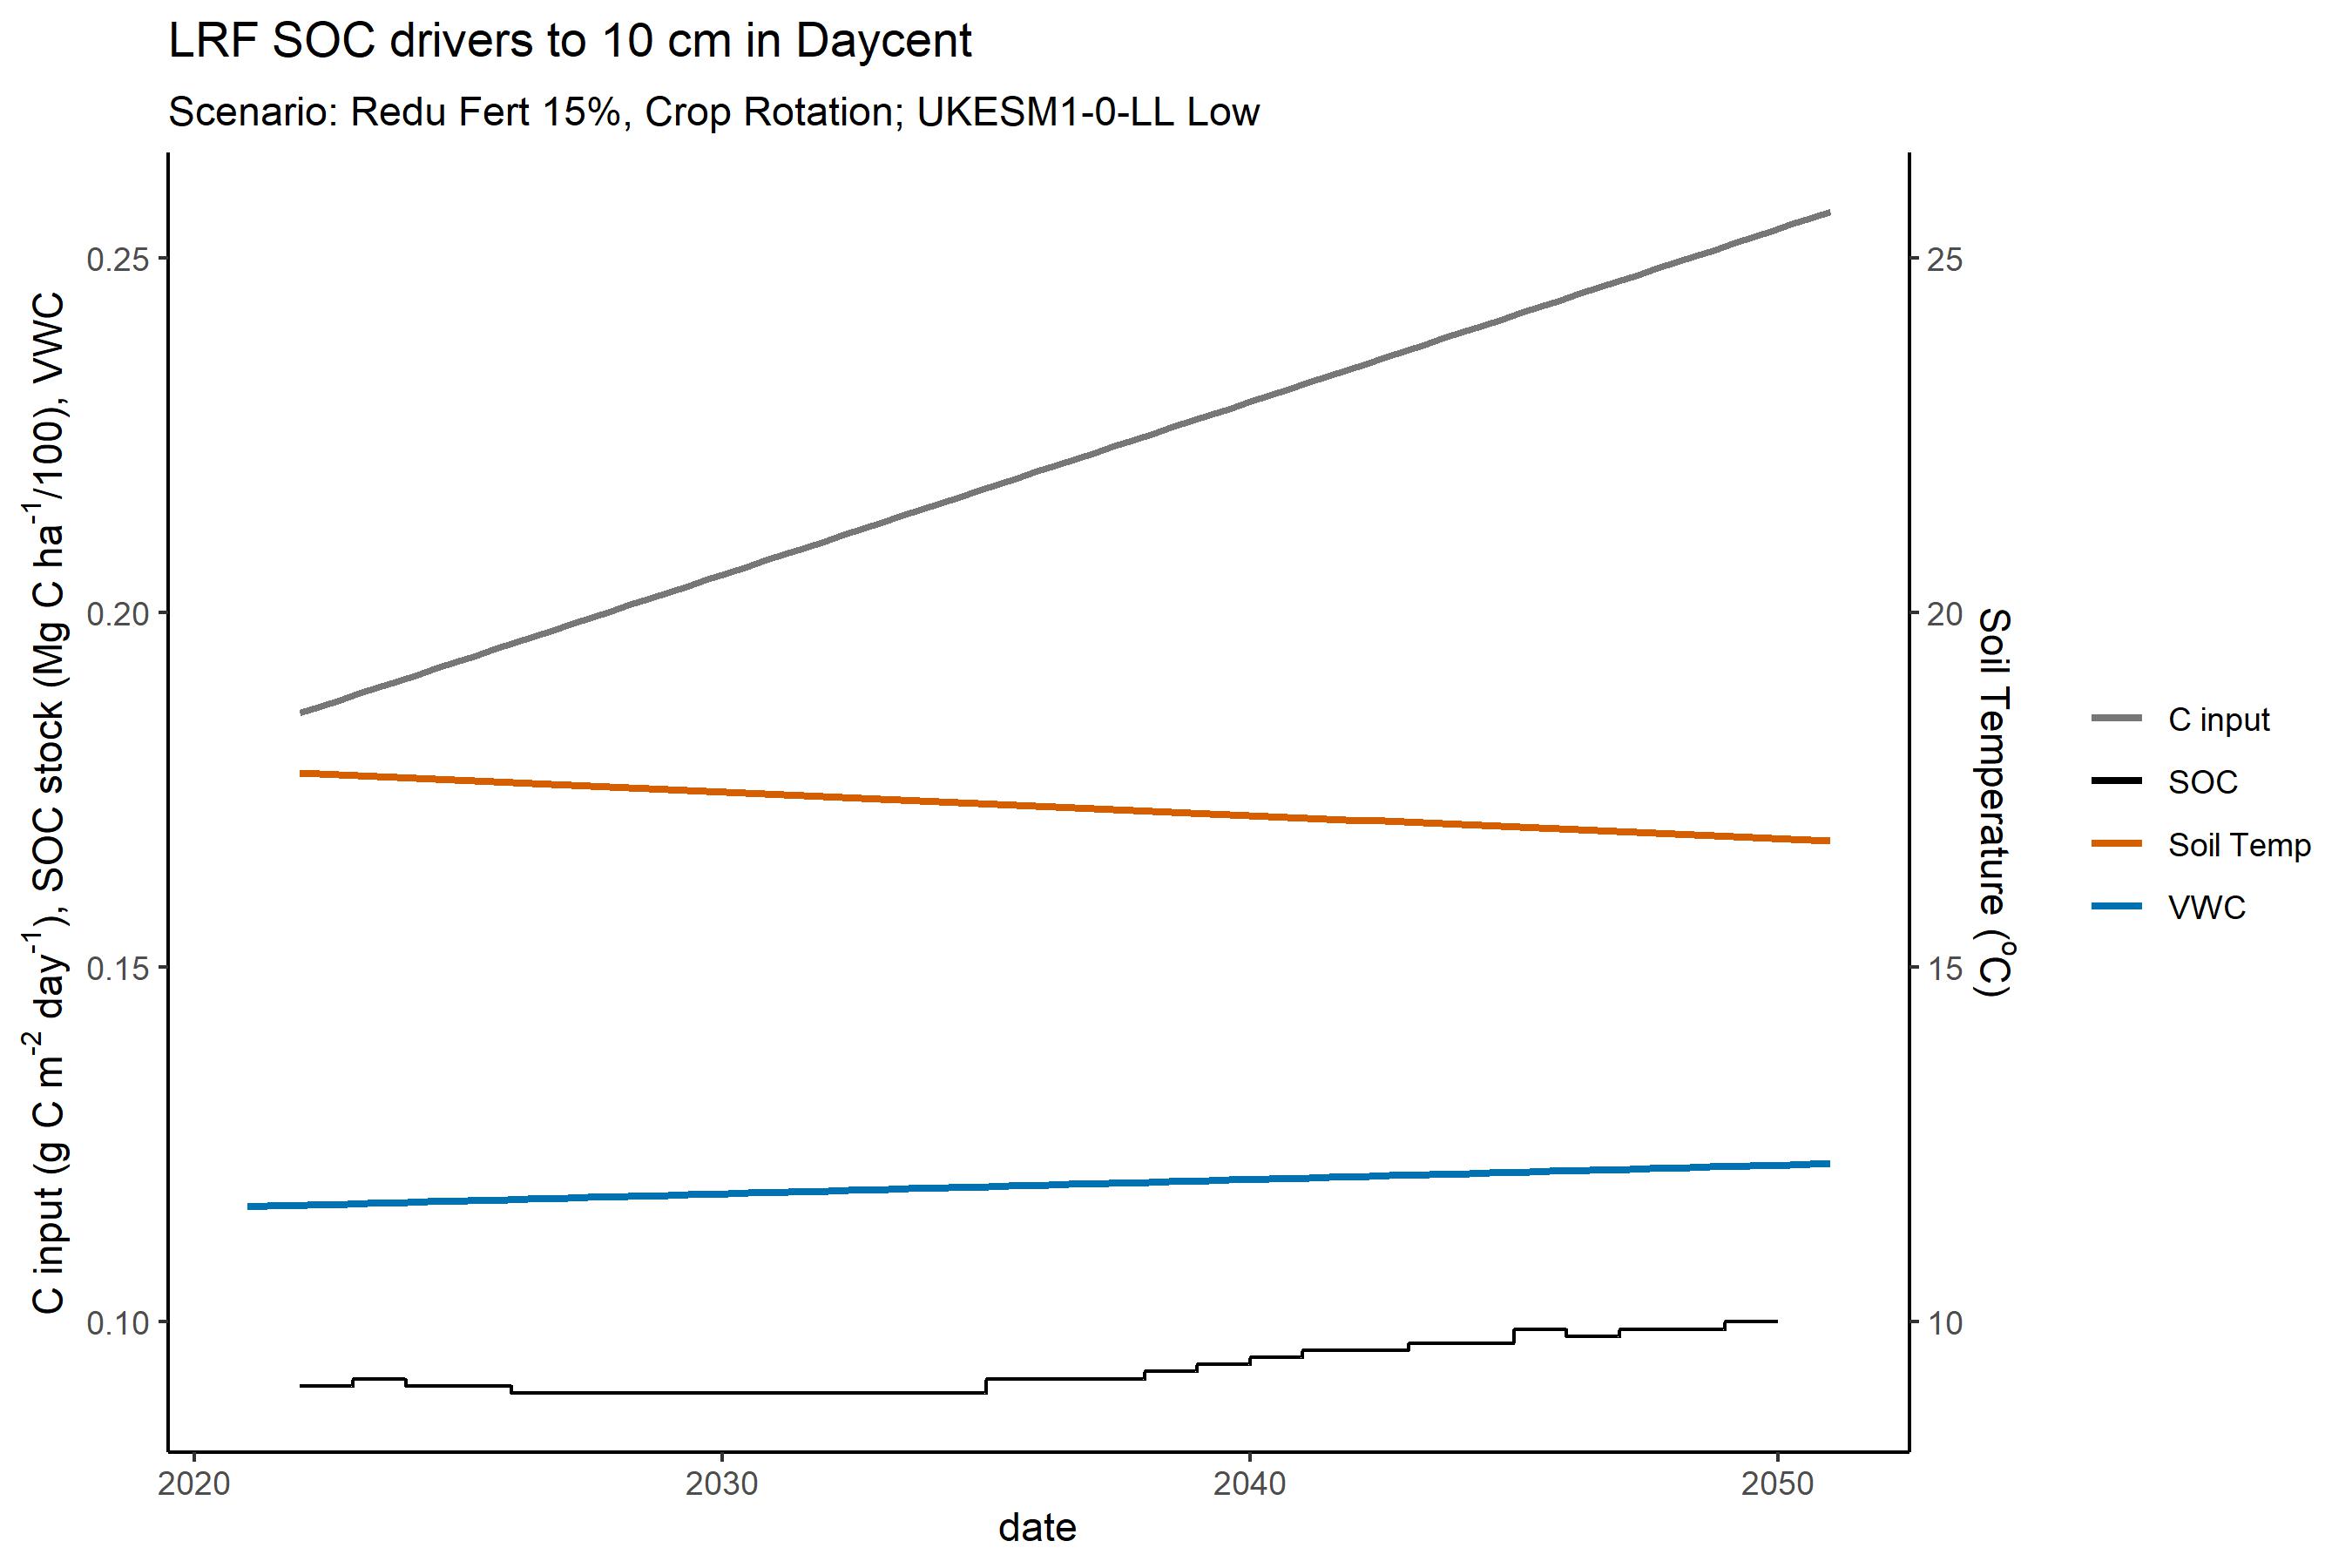 LRF SOC drivers to 10 cm in Daycent
Scenario: Redu Fert 15%, Crop Rotation; UKESM1-0-LL Low
C input (g C m⁻² day⁻¹), SOC stock (Mg C ha⁻¹/100), VWC
0.25
0.20
0.15
0.10
25
20
15
10
Soil Temperature (ºC)
C input
SOC
Soil Temp
VWC
2020
2030
2040
2050
date